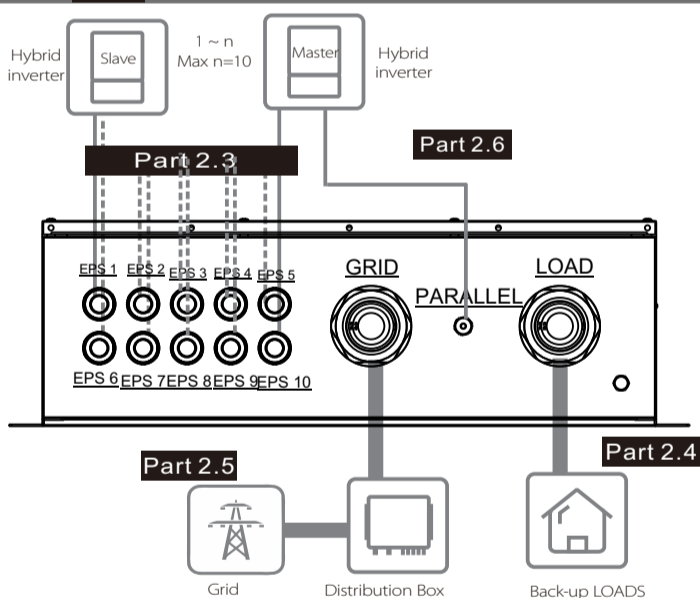 Hybrid
inverter
Slave
1 ~ n
Max n=10
Master
Hybrid
inverter
Part 2.3
Part 2.6
EPS 1
EPS 2
EPS 3
EPS 4
EPS 5
GRID
PARALLEL
LOAD
EPS 6
EPS 7
EPS 8
EPS 9
EPS 10
Part 2.5
Part 2.4
Grid
Distribution Box
Back-up LOADS